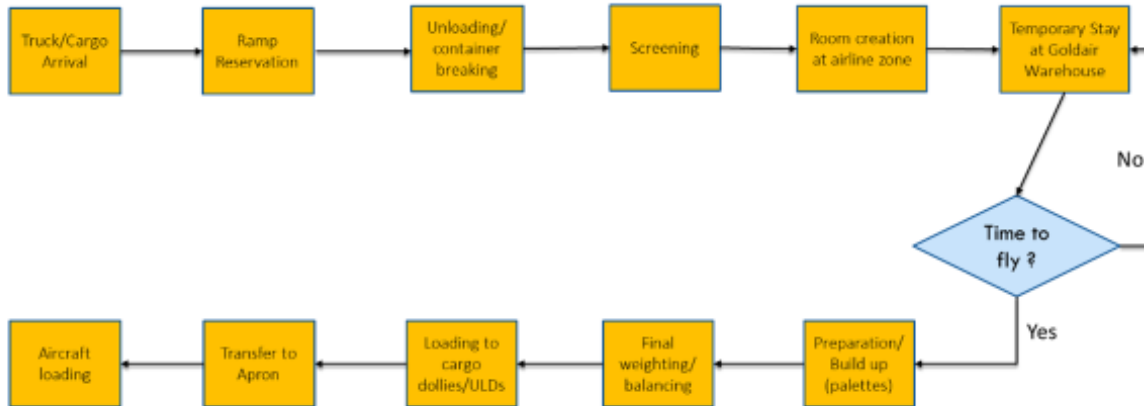 Truck/Cargo
Arrival
Ramp
Reservation
Unloading/
container
breaking
Screening
Room creation
at airline zone
Temporary Stay
at Goldair
Warehouse
No
Time to
fly ?
Yes
Aircraft
loading
Transfer to
Apron
Loading to
cargo
dollies/ULDs
Final
weighting/
balancing
Preparation/
Build up
(palettes)